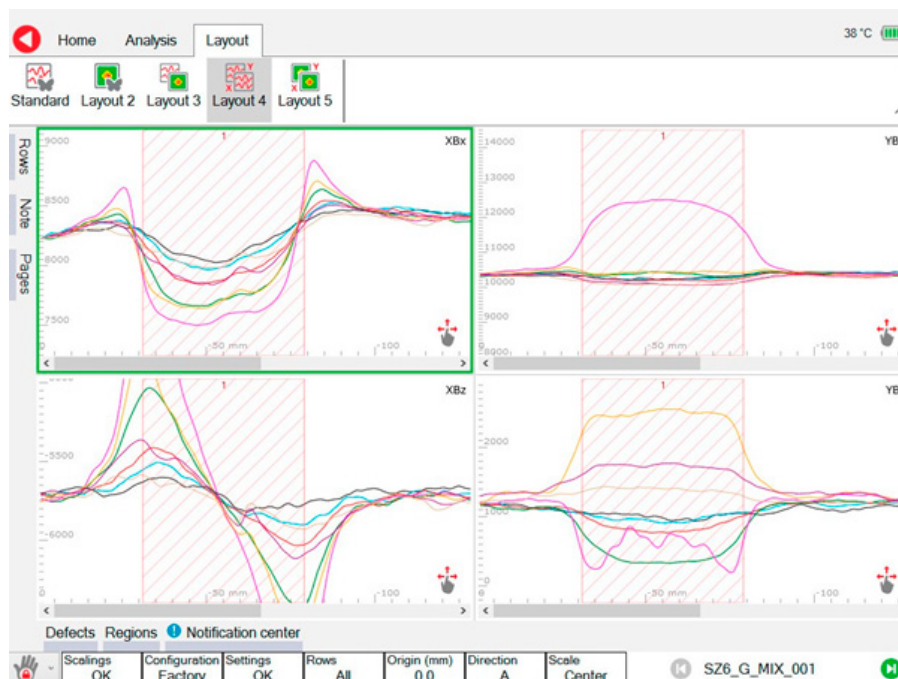 Home Analysis Layout 38 °C
Standard Layout 2 Layout 3 Layout 4 Layout 5
Rows
Note
Pages
1
XBx
9000
8500
8000
7500
-50 mm
-100
1
YB
14000
13000
12000
10000
9000
8000
-50 mm
-100
1
XBz
-5500
-6000
-50 mm
-100
1
YB
2000
1000
0
-50 mm
-100
Defects Regions Notification center
Scalings Configuration Settings Rows Origin (mm) Direction Scale
OK Factory OK All 0.0 A Center
SZ6_G_MIX_001